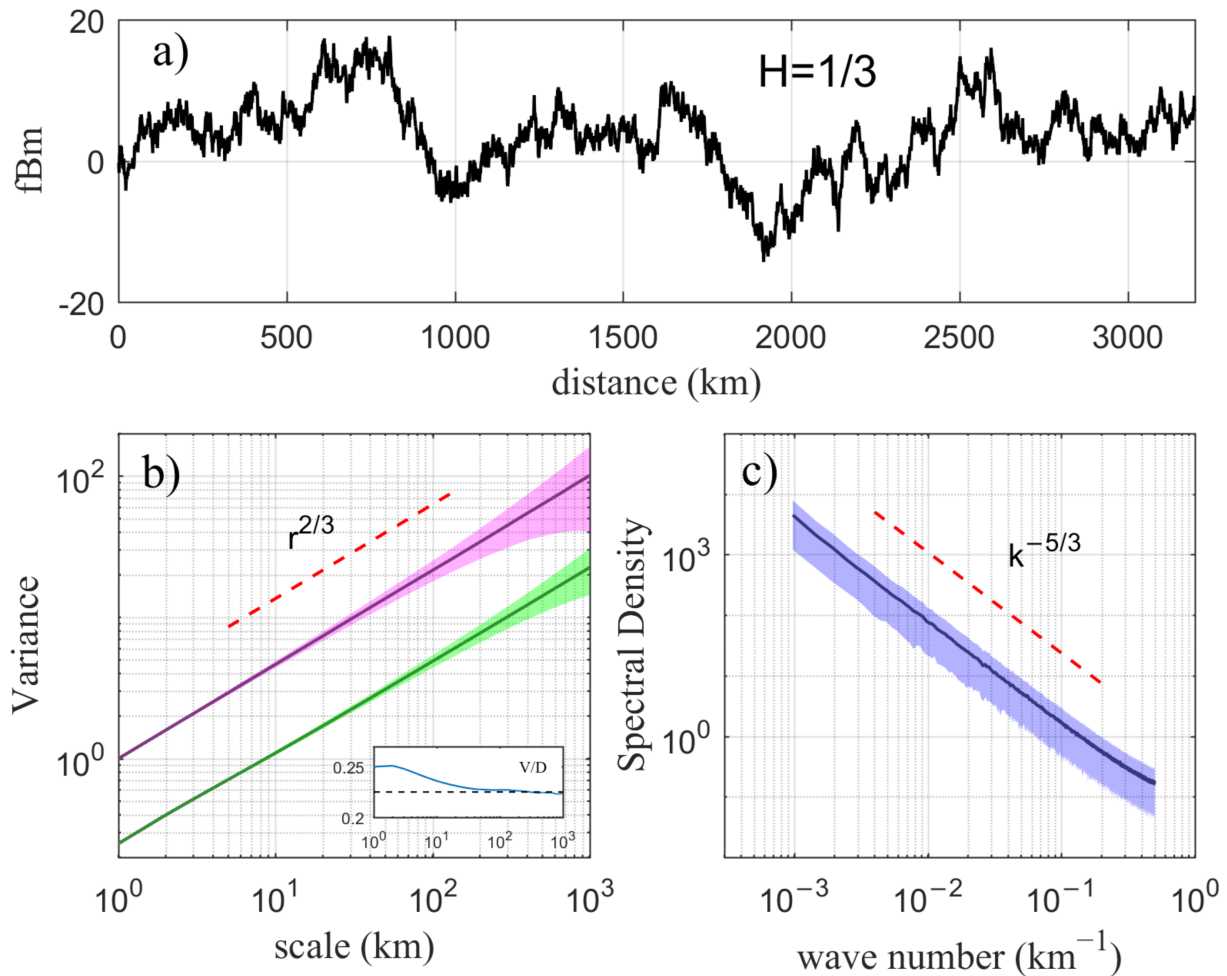 a)
H=1/3
20
0
-20
fBm
0 500 1000 1500 2000 2500 3000
distance (km)
b)
r^{2/3}
10^2
10^0
Variance
V/D
0.25
0.2
10^0 10^1 10^2 10^3
10^0 10^1 10^2 10^3
scale (km)
c)
k^{-5/3}
10^3
10^0
Spectral Density
10^{-3} 10^{-2} 10^{-1} 10^0
wave number (km^{-1})